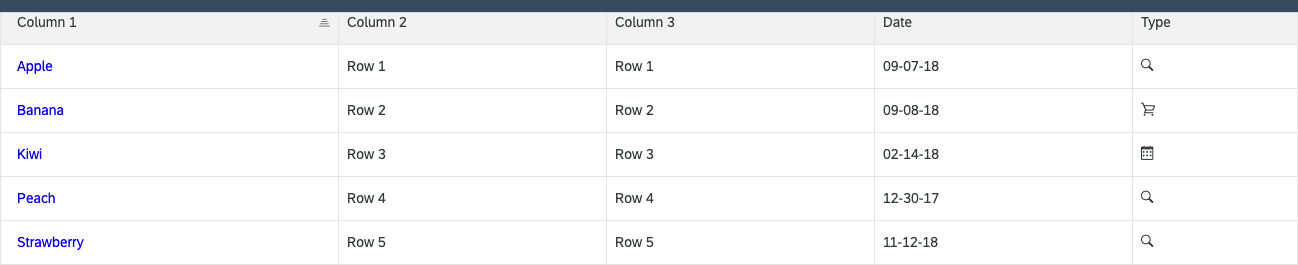 Column 1 Column 2 Column 3 Date Type
Apple Row 1 Row 1 09-07-18
Banana Row 2 Row 2 09-08-18
Kiwi Row 3 Row 3 02-14-18
Peach Row 4 Row 4 12-30-17
Strawberry Row 5 Row 5 11-12-18